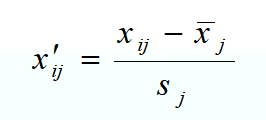 x′ᵢⱼ = (xᵢⱼ − x̅ⱼ) / sⱼ